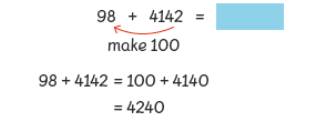 98 + 4142 =
make 100
98 + 4142 = 100 + 4140
= 4240